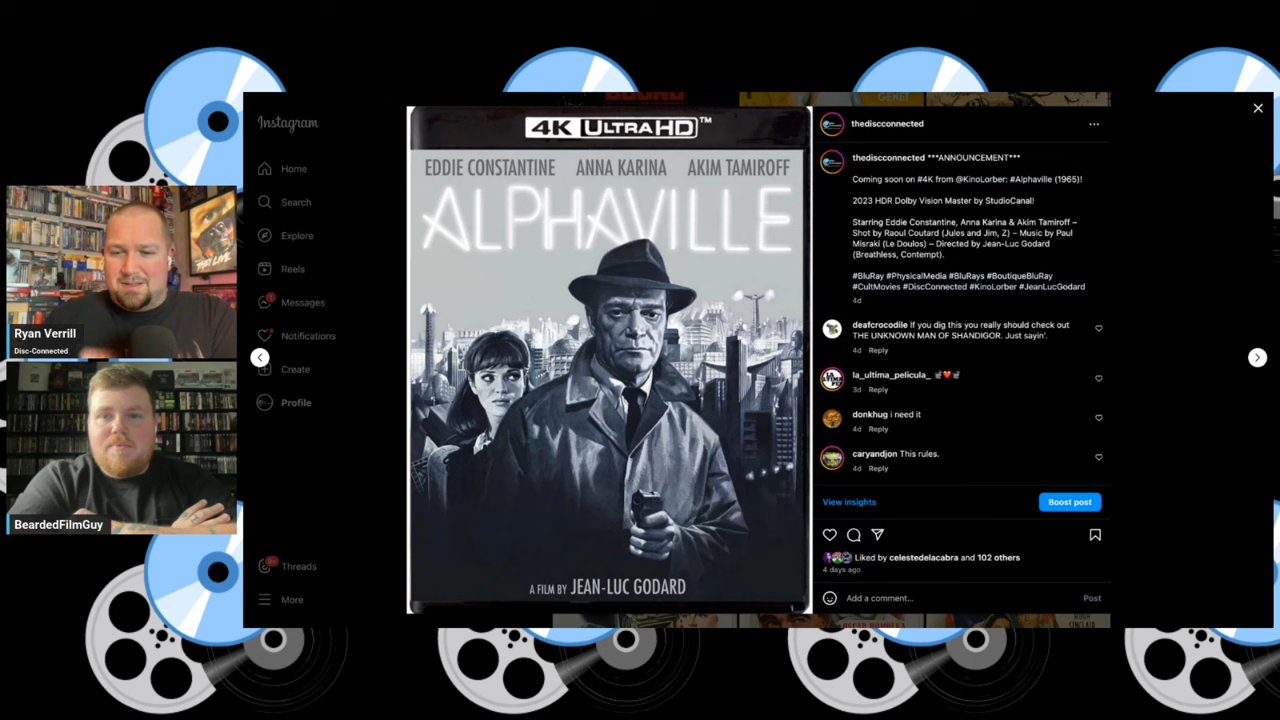 Instagram
Home
Search
Explore
Reels
Messages
Notifications
Create
Profile
9+
Threads
More
Ryan Verrill
Disc-Connected
BeardedFilmGuy
THEY LIVE
GENET
4K ULTRA HD™
EDDIE CONSTANTINE ANNA KARINA AKIM TAMIROFF
ALPHAVILLE
A FILM BY JEAN-LUC GODARD
thediscconnected
thediscconnected ***ANNOUNCEMENT***
Coming soon on #4K from @KinoLorber: #Alphaville (1965)!
2023 HDR Dolby Vision Master by StudioCanal!
Starring Eddie Constantine, Anna Karina & Akim Tamiroff –
Shot by Raoul Coutard (Jules and Jim, Z) – Music by Paul
Misraki (Le Doulos) – Directed by Jean-Luc Godard
(Breathless, Contempt).
#BluRay #PhysicalMedia #BluRays #BoutiqueBluRay
#CultMovies #DiscConnected #KinoLorber #JeanLucGodard
4d
deafcrocodile If you dig this you really should check out
THE UNKNOWN MAN OF SHANDIGOR. Just sayin'.
4d Reply
la_ultima_pelicula_
3d Reply
donkhug i need it
4d Reply
caryandjon This rules.
4d Reply
View insights
Boost post
Liked by celestedelacabra and 102 others
4 days ago
Add a comment...
Post